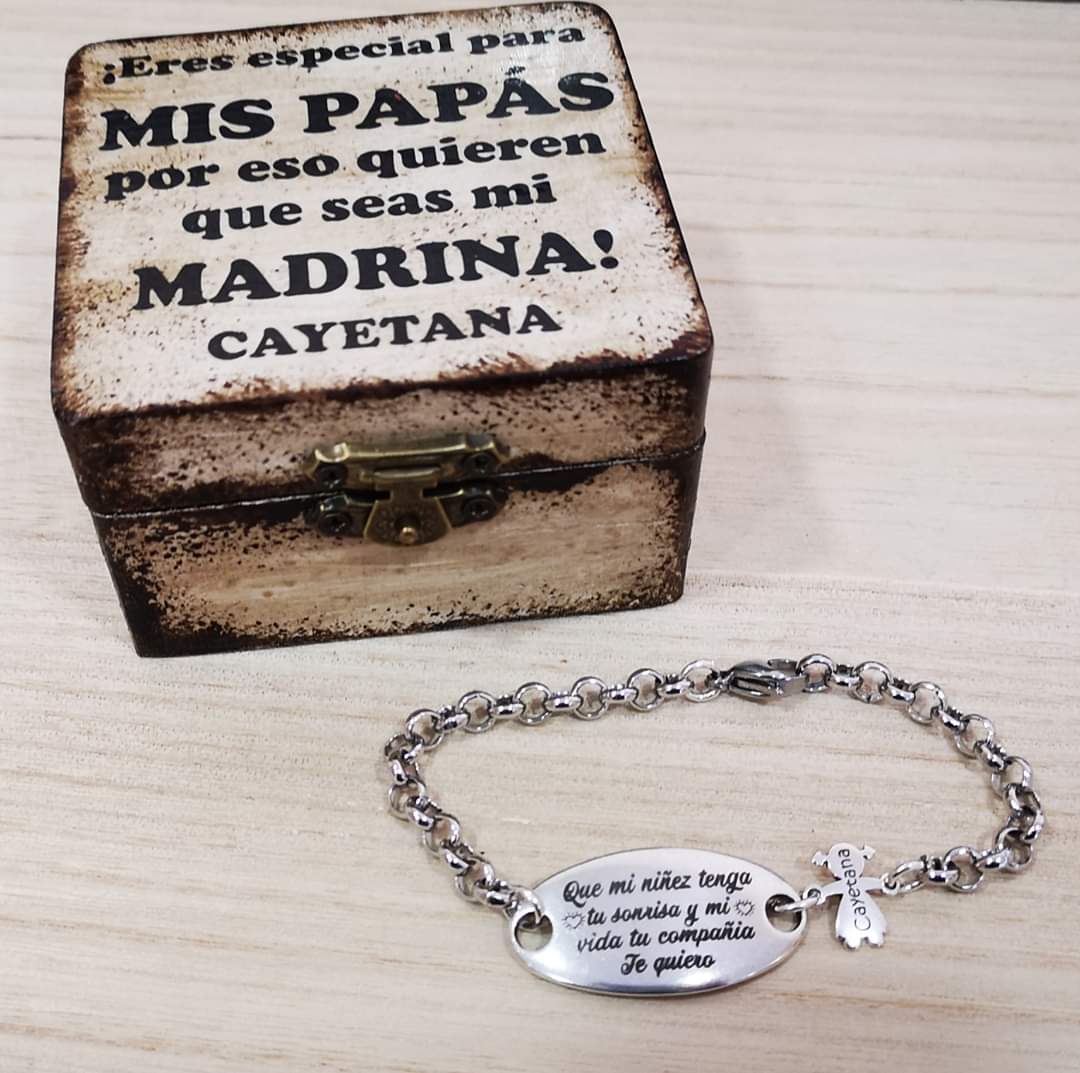 ¡Eres especial para
MIS PAPÁS
por eso quieren
que seas mi
MADRINA!
CAYETANA
Que mi niñez tenga
tu sonrisa y mi
vida tu compañia
Te quiero
Cayetana